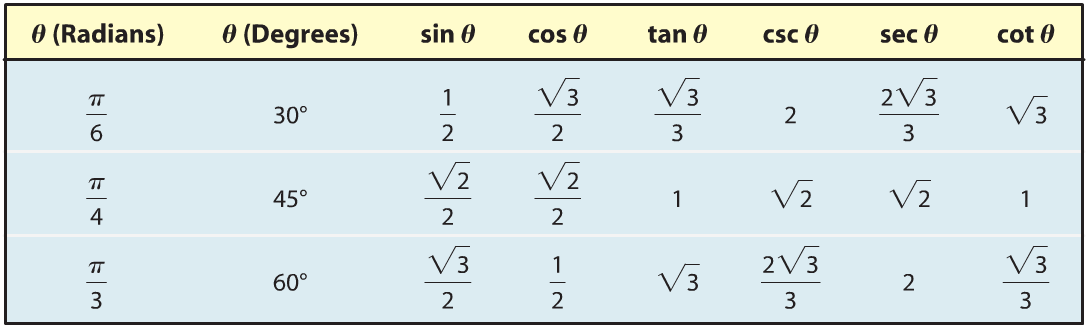 θ (Radians) θ (Degrees) sin θ cos θ tan θ csc θ sec θ cot θ
π/6 30° 1/2 √3/2 √3/3 2 2√3/3 √3
π/4 45° √2/2 √2/2 1 √2 √2 1
π/3 60° √3/2 1/2 √3 2√3/3 2 √3/3